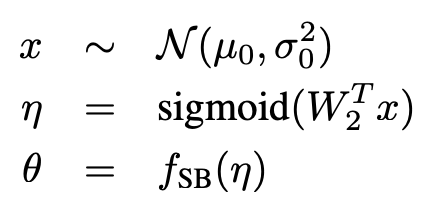 x ∼ 𝒩(μ₀, σ₀²)
η = sigmoid(W₂ᵀx)
θ = f_SB(η)